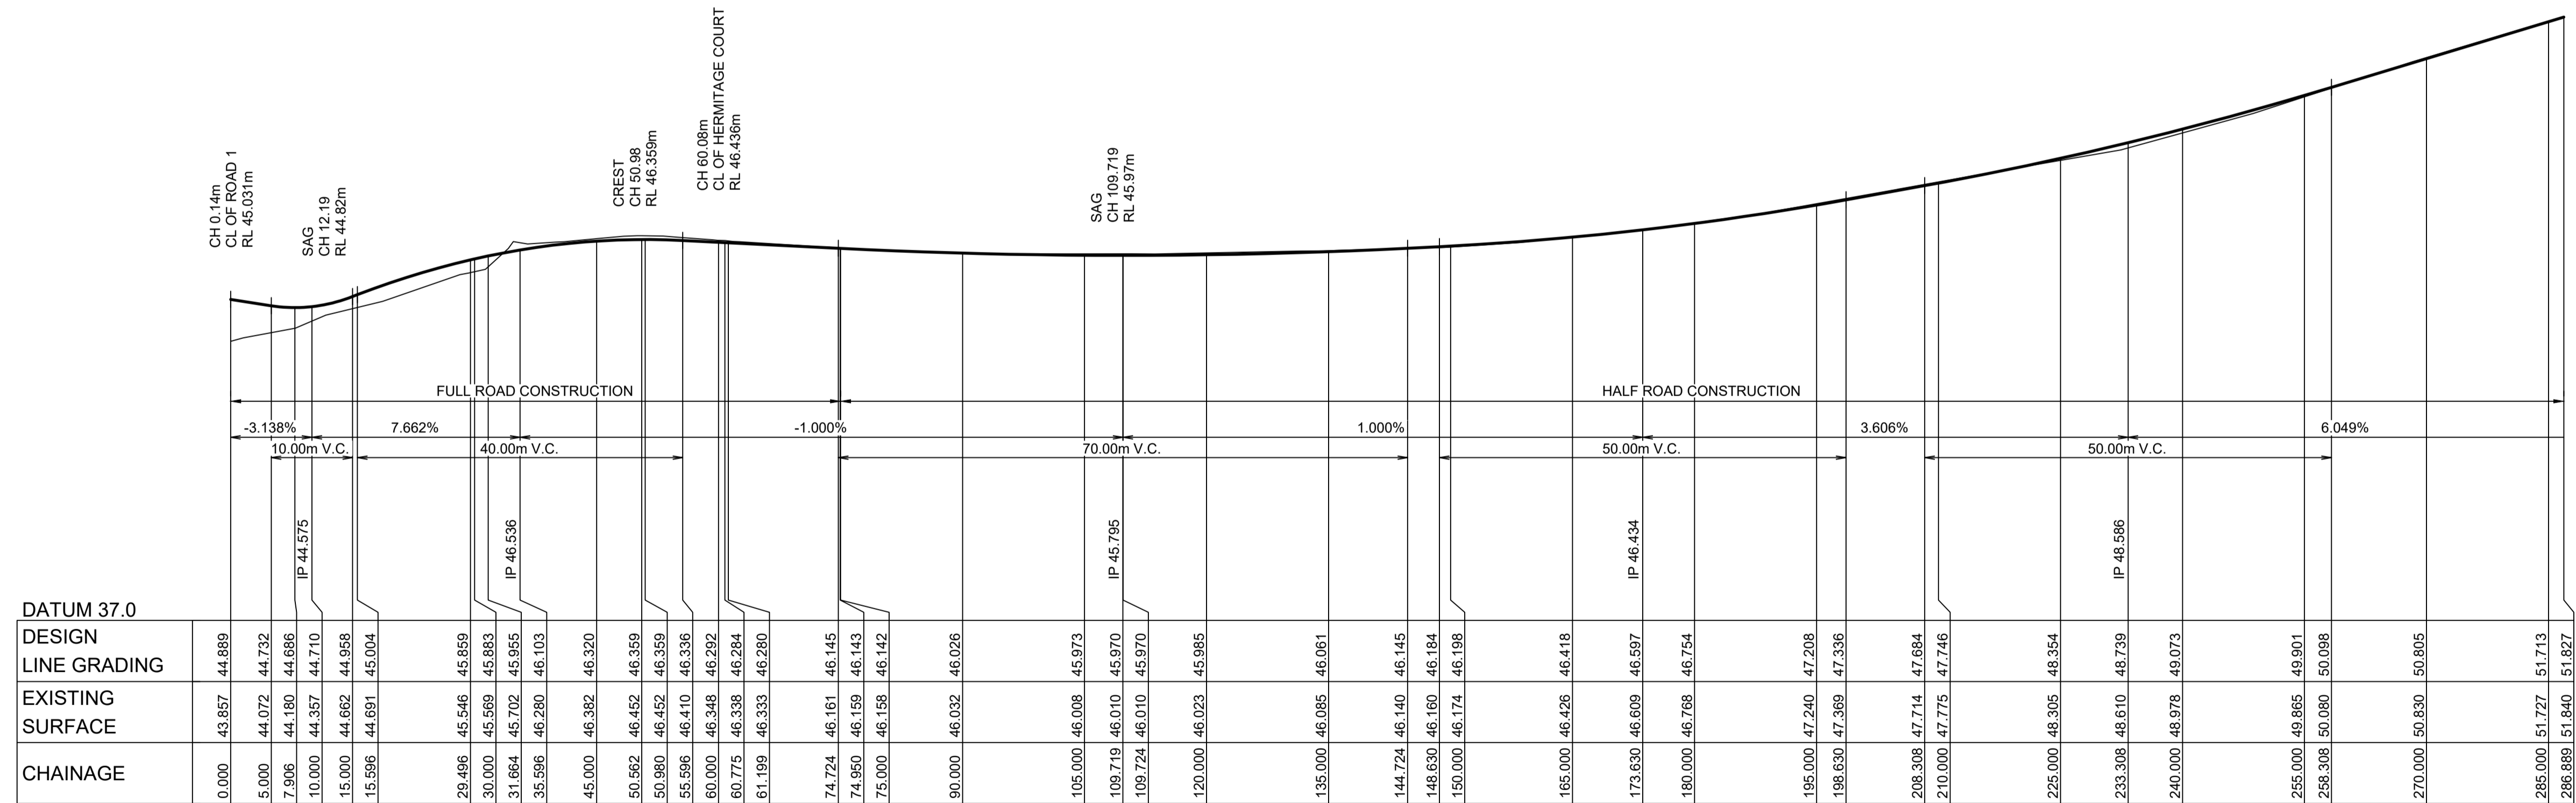 CH 0.14m
CL OF ROAD 1
RL 45.031m
SAG
CH 12.19
RL 44.82m
CREST
CH 50.98
RL 46.359m
CH 60.08m
CL OF HERMITAGE COURT
RL 46.436m
SAG
CH 109.719
RL 45.97m
FULL ROAD CONSTRUCTION
HALF ROAD CONSTRUCTION
-3.138%
7.662%
-1.000%
1.000%
3.606%
6.049%
10.00m V.C.
40.00m V.C.
70.00m V.C.
50.00m V.C.
50.00m V.C.
IP 44.575
IP 46.536
IP 45.795
IP 46.434
IP 48.586
DATUM 37.0
DESIGN
LINE GRADING
44.889 44.732 44.686 44.710 44.958 45.004 45.859 45.883 45.955 46.103 46.320 46.359 46.359 46.336 46.292 46.284 46.280 46.145 46.143 46.142 46.026 45.973 45.970 45.970 45.985 46.061 46.145 46.184 46.198 46.418 46.597 46.754 47.208 47.336 47.684 47.746 48.354 48.739 49.073 49.901 50.098 50.805 51.713 51.827
EXISTING
SURFACE
43.857 44.072 44.180 44.357 44.662 44.691 45.546 45.569 45.702 46.280 46.382 46.452 46.452 46.410 46.348 46.338 46.333 46.161 46.159 46.158 46.032 46.008 46.010 46.010 46.023 46.085 46.140 46.160 46.174 46.426 46.609 46.768 47.240 47.369 47.714 47.775 48.305 48.610 48.978 49.865 50.080 50.830 51.727 51.840
CHAINAGE
0.000 5.000 7.906 10.000 15.000 15.596 29.496 30.000 31.664 35.596 45.000 50.562 50.980 55.596 60.000 60.775 61.199 74.724 74.950 75.000 90.000 105.000 109.719 109.724 120.000 135.000 144.724 148.630 150.000 165.000 173.630 180.000 195.000 198.630 208.308 210.000 225.000 233.308 240.000 255.000 258.308 270.000 285.000 286.889